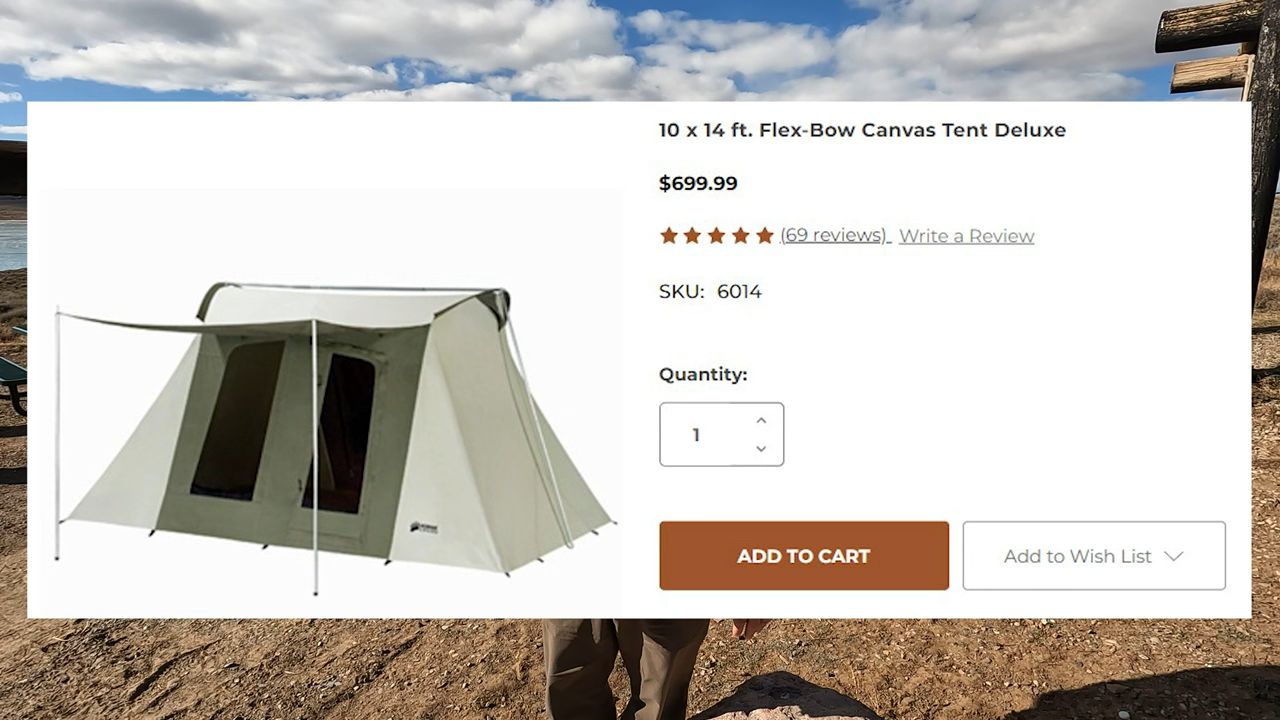 10 x 14 ft. Flex-Bow Canvas Tent Deluxe
$699.99
(69 reviews) Write a Review
SKU: 6014
Quantity:
1
ADD TO CART
Add to Wish List